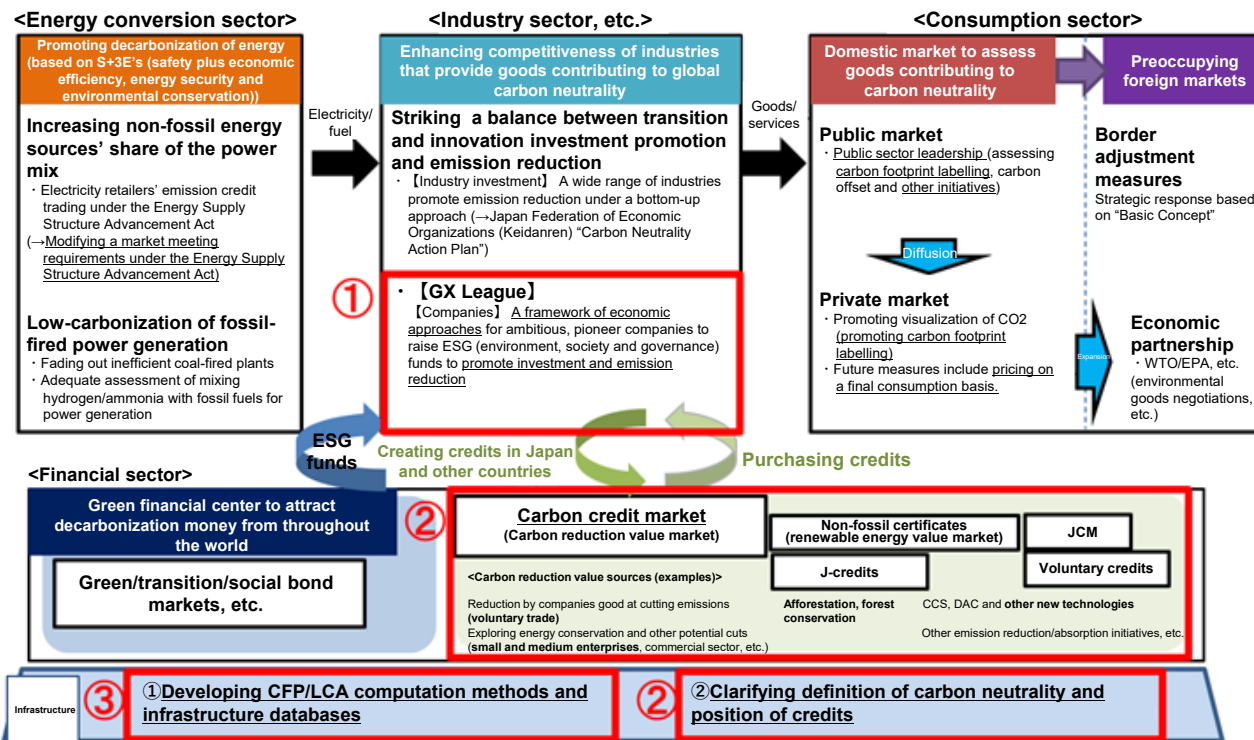 <Energy conversion sector>
Promoting decarbonization of energy
(based on S+3E's (safety plus economic
efficiency, energy security and
environmental conservation))
Increasing non-fossil energy
sources' share of the power
mix
・Electricity retailers' emission credit
trading under the Energy Supply
Structure Advancement Act
(→Modifying a market meeting
requirements under the Energy Supply
Structure Advancement Act)
Low-carbonization of fossil-
fired power generation
・Fading out inefficient coal-fired plants
・Adequate assessment of mixing
hydrogen/ammonia with fossil fuels for
power generation
Electricity/
fuel
<Industry sector, etc.>
Enhancing competitiveness of industries
that provide goods contributing to global
carbon neutrality
Striking a balance between transition
and innovation investment promotion
and emission reduction
・【Industry investment】 A wide range of industries
promote emission reduction under a bottom-up
approach (→Japan Federation of Economic
Organizations (Keidanren) "Carbon Neutrality
Action Plan")
①
・【GX League】
【Companies】 A framework of economic
approaches for ambitious, pioneer companies to
raise ESG (environment, society and governance)
funds to promote investment and emission
reduction
Goods/
services
<Consumption sector>
Domestic market to assess
goods contributing to
carbon neutrality
Preoccupying
foreign markets
Public market
・Public sector leadership (assessing
carbon footprint labelling, carbon
offset and other initiatives)
Diffusion
Private market
・Promoting visualization of CO2
(promoting carbon footprint
labelling)
・Future measures include pricing on
a final consumption basis.
Border
adjustment
measures
Strategic response based
on "Basic Concept"
Expansion
Economic
partnership
・WTO/EPA, etc.
(environmental
goods negotiations,
etc.)
ESG
funds
Creating credits in Japan
and other countries
Purchasing credits
<Financial sector>
Green financial center to attract
decarbonization money from throughout
the world
Green/transition/social bond
markets, etc.
②
Carbon credit market
(Carbon reduction value market)
Non-fossil certificates
(renewable energy value market)
JCM
J-credits
Voluntary credits
<Carbon reduction value sources (examples)>
Reduction by companies good at cutting emissions
(voluntary trade)
Exploring energy conservation and other potential cuts
(small and medium enterprises, commercial sector, etc.)
Afforestation, forest
conservation
CCS, DAC and other new technologies
Other emission reduction/absorption initiatives, etc.
Infrastructure
③
①Developing CFP/LCA computation methods and
infrastructure databases
②
②Clarifying definition of carbon neutrality and
position of credits